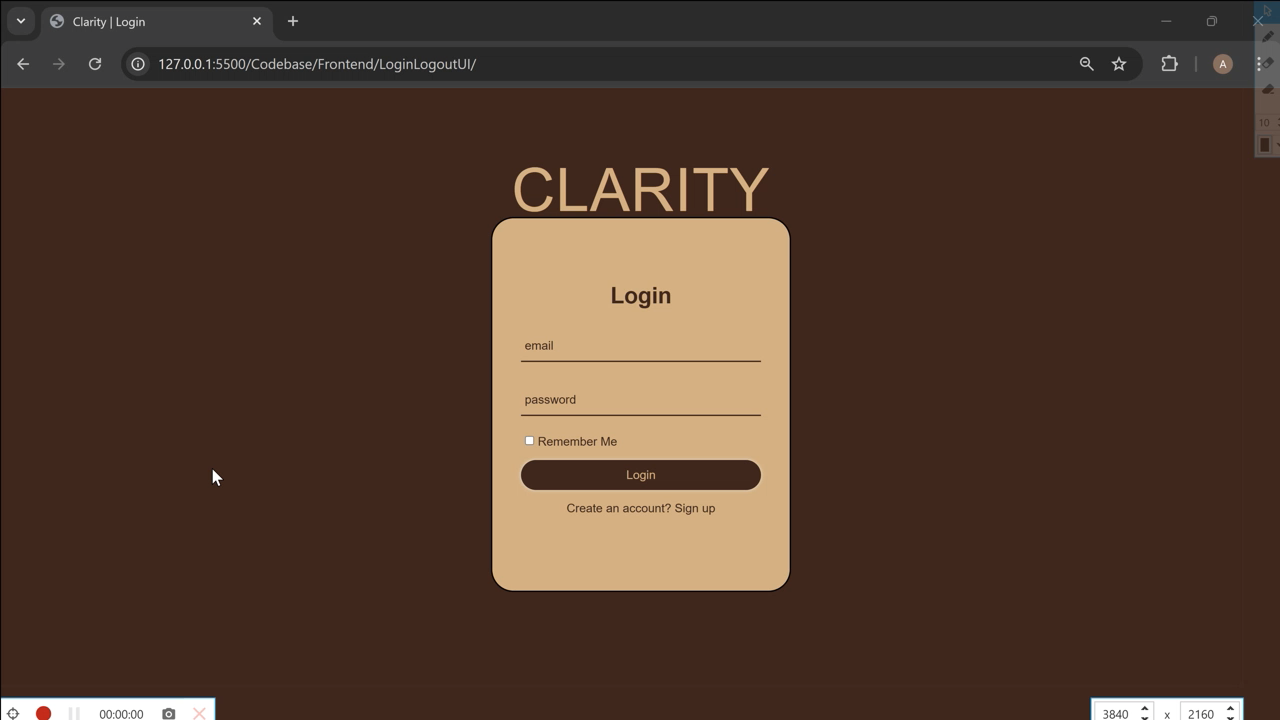 Clarity | Login
127.0.0.1:5500/Codebase/Frontend/LoginLogoutUI/
A
10
CLARITY
Login
email
password
Remember Me
Login
Create an account? Sign up
00:00:00
3840 x 2160